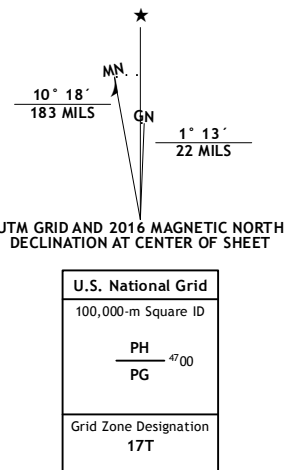 ★
MN
10° 18´
183 MILS
GN
1° 13´
22 MILS
UTM GRID AND 2016 MAGNETIC NORTH
DECLINATION AT CENTER OF SHEET
U.S. National Grid
100,000-m Square ID
PH
4700
PG
Grid Zone Designation
17T